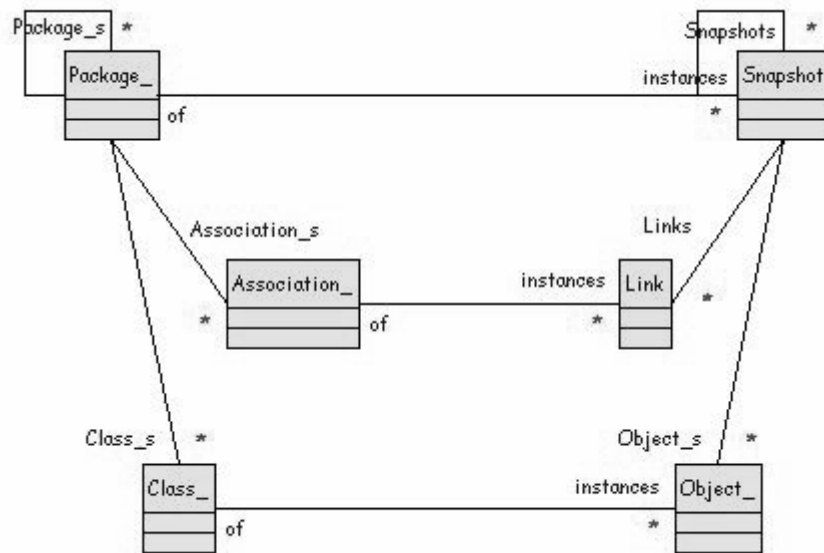 Package_s *
Snapshots *
Package_
instances
Snapshot
of
*
Association_s
Links
Association_
instances
Link
*
*
of
*
Class_s *
Object_s *
Class_
instances
Object_
of
*